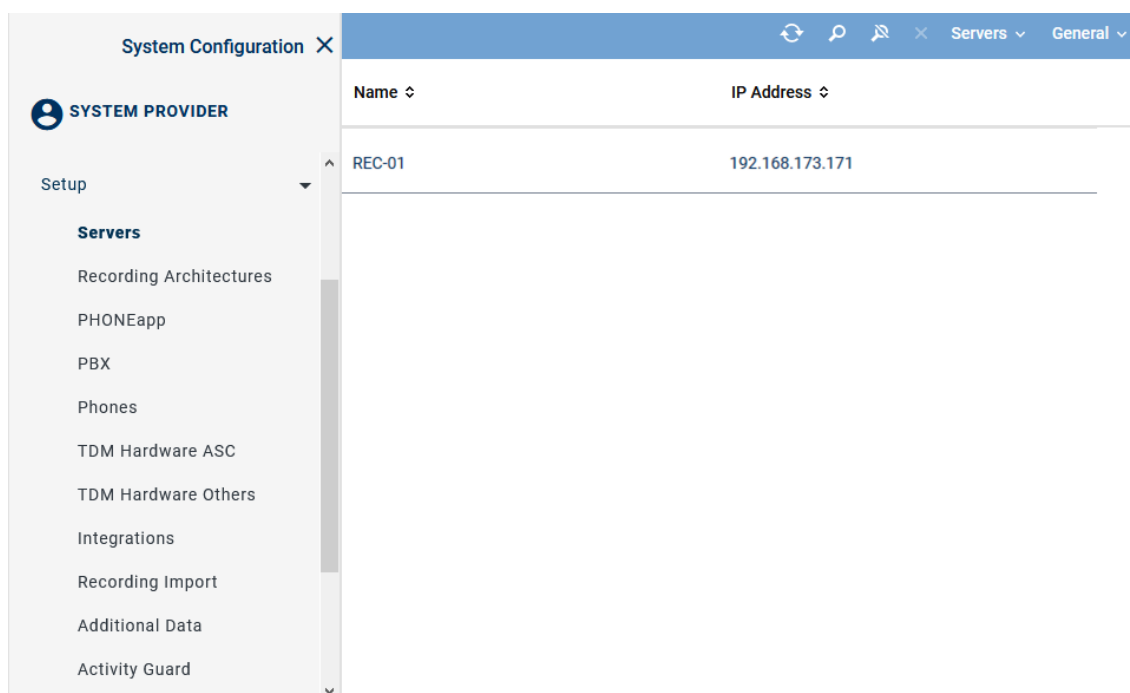 System Configuration
Servers General
SYSTEM PROVIDER
Name IP Address
REC-01 192.168.173.171
Setup
Servers
Recording Architectures
PHONEapp
PBX
Phones
TDM Hardware ASC
TDM Hardware Others
Integrations
Recording Import
Additional Data
Activity Guard